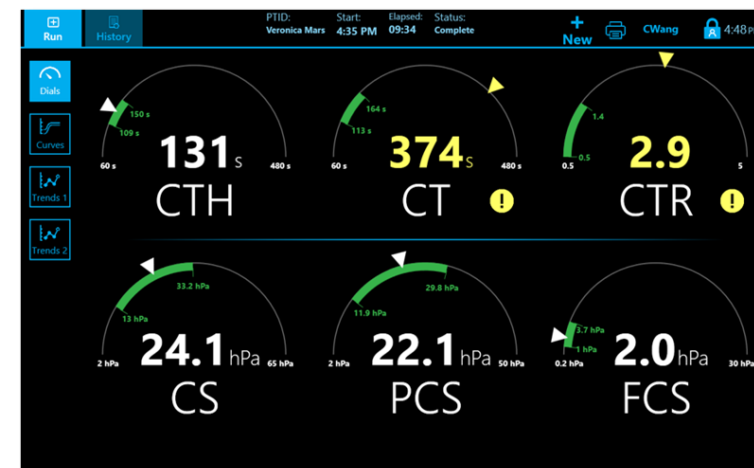 Run
History
PTID:
Veronica Mars
Start:
4:35 PM
Elapsed:
09:34
Status:
Complete
+
New
CWang
A
4:48
Dials
Curves
Trends 1
Trends 2
150 s
109 s
60 s
131 s
480 s
CTH
164 s
113 s
60 s
374 s
480 s
CT
!
1.4
0.5
0.5
2.9
5
CTR
!
33.2 hPa
13 hPa
2 hPa
24.1 hPa
65 hPa
CS
29.8 hPa
11.9 hPa
2 hPa
22.1 hPa
50 hPa
PCS
3.7 hPa
1 hPa
0.2 hPa
2.0 hPa
30 hPa
FCS